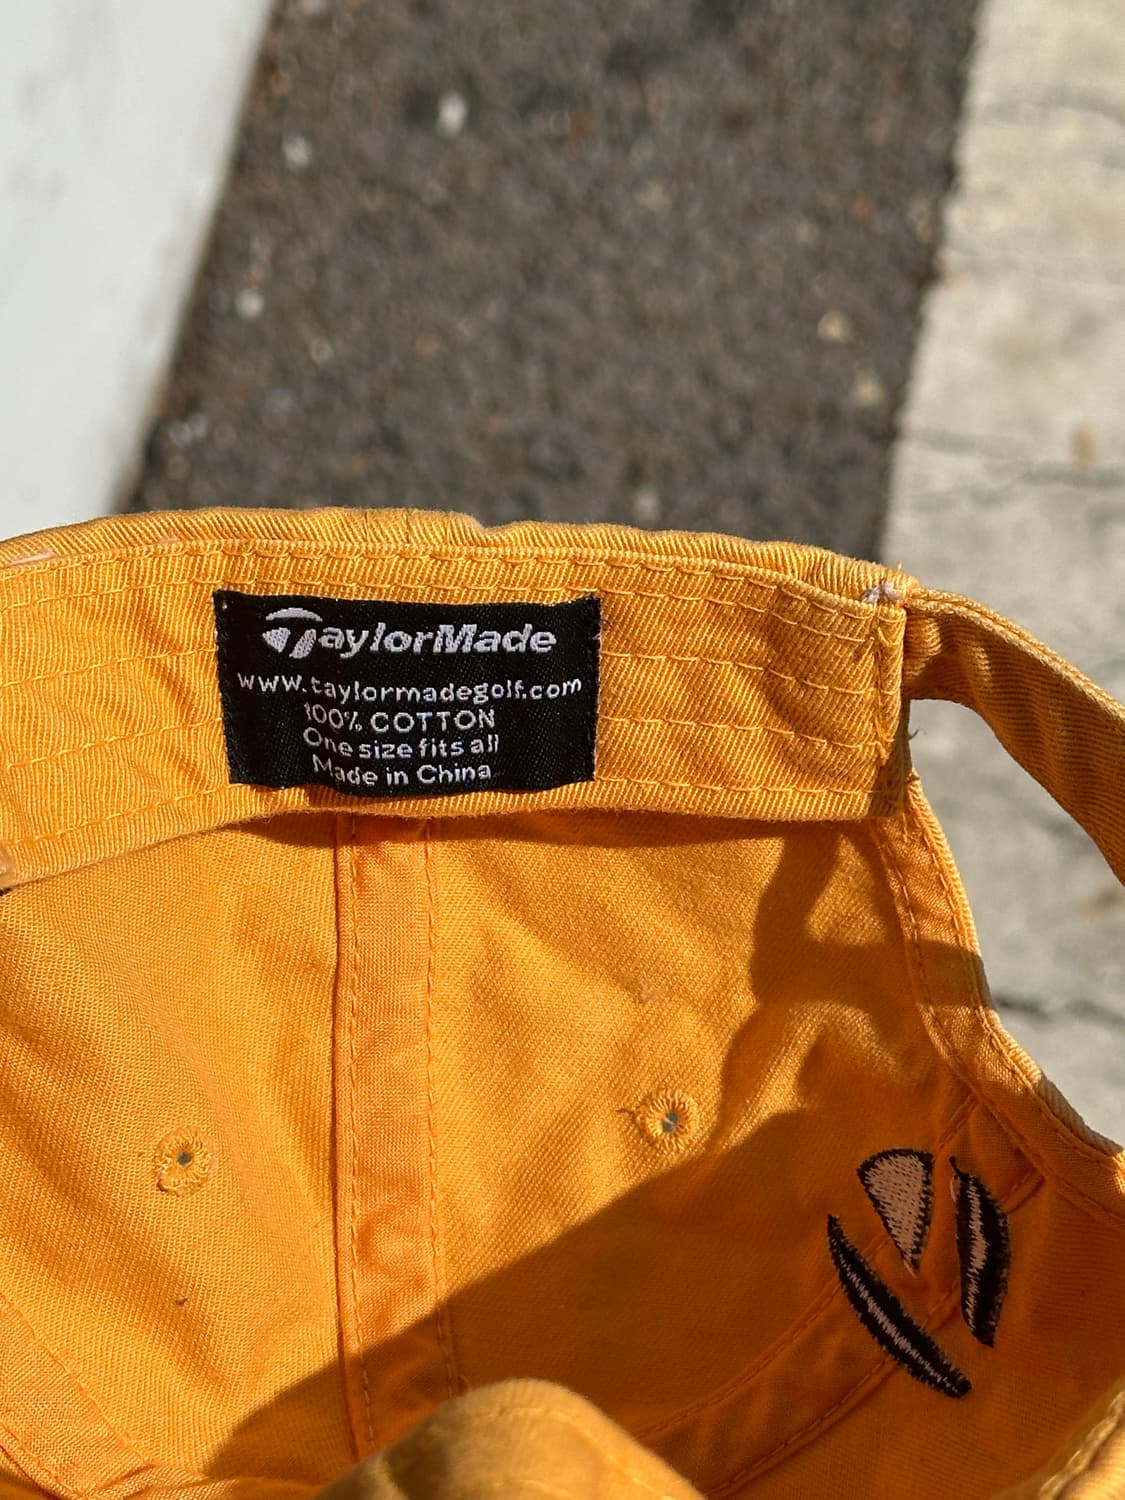 TaylorMade
www.taylormadegolf.com
100% COTTON
One size fits all
Made in China